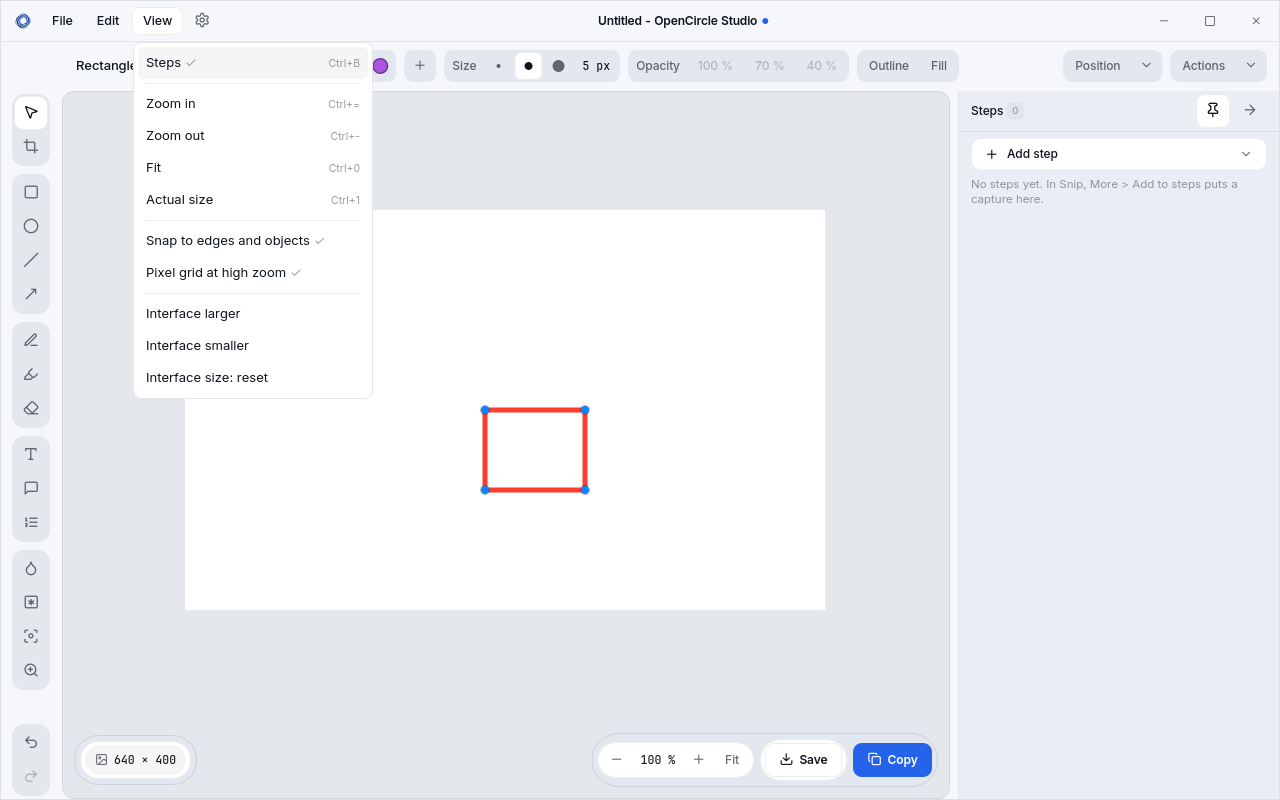 File Edit View
Untitled - OpenCircle Studio
Rectangle
Size 5 px
Opacity 100 % 70 % 40 %
Outline Fill
Position
Actions
Steps Ctrl+B
Zoom in Ctrl+=
Zoom out Ctrl+-
Fit Ctrl+0
Actual size Ctrl+1
Snap to edges and objects
Pixel grid at high zoom
Interface larger
Interface smaller
Interface size: reset
Steps 0
Add step
No steps yet. In Snip, More > Add to steps puts a
capture here.
640 × 400
100 % Fit
Save
Copy